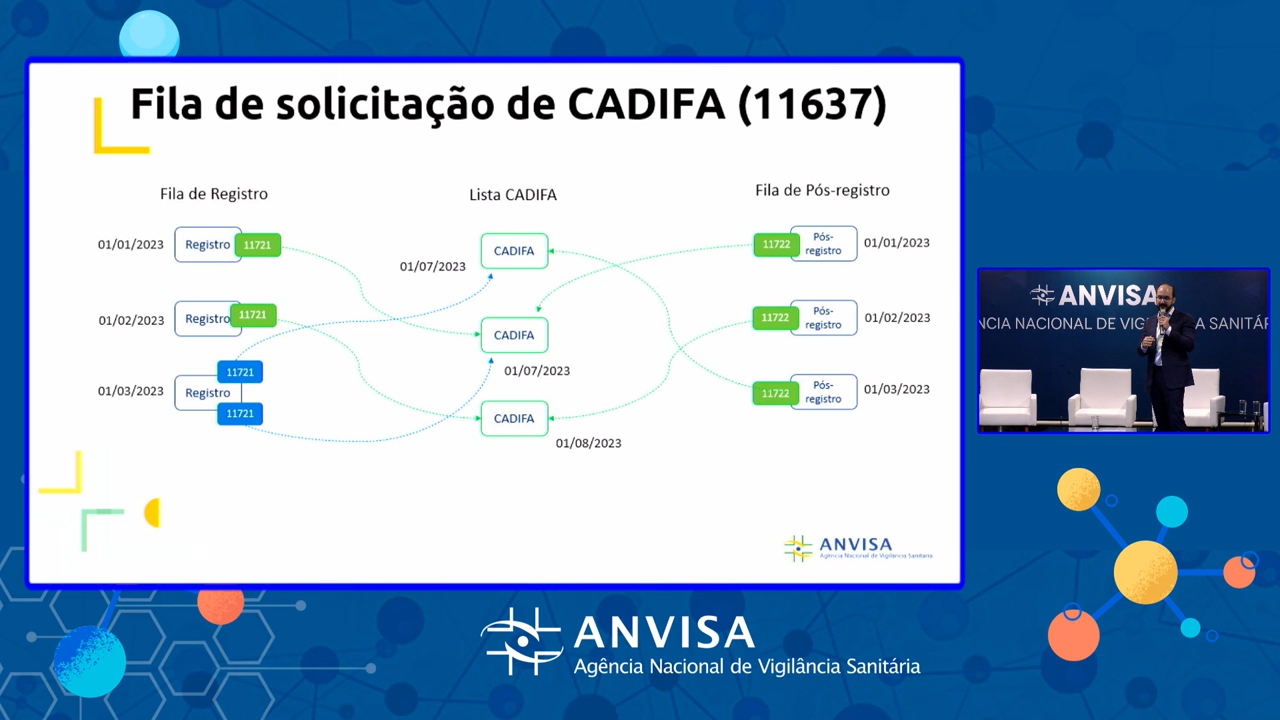 Fila de solicitação de CADIFA (11637)
Fila de Registro
Lista CADIFA
Fila de Pós-registro
01/01/2023
Registro
11721
01/02/2023
Registro
11721
01/03/2023
11721
Registro
11721
CADIFA
01/07/2023
CADIFA
01/07/2023
CADIFA
01/08/2023
11722
Pós-
registro
01/01/2023
11722
Pós-
registro
01/02/2023
11722
Pós-
registro
01/03/2023
ANVISA
Agência Nacional de Vigilância Sanitária
ANVISA
NCIA NACIONAL DE VIG A SANITÁR
ANVISA
Agência Nacional de Vigilância Sanitária